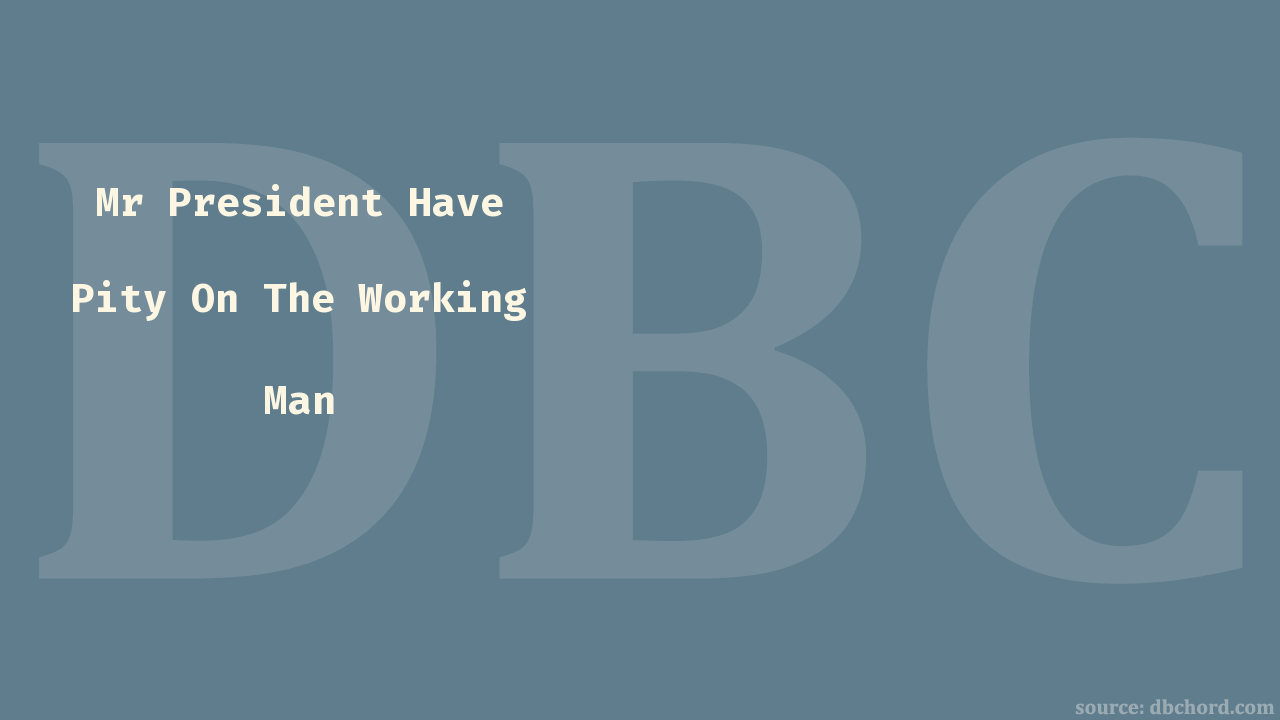 DBC
Mr President Have
Pity On The Working
Man
source: dbchord.com